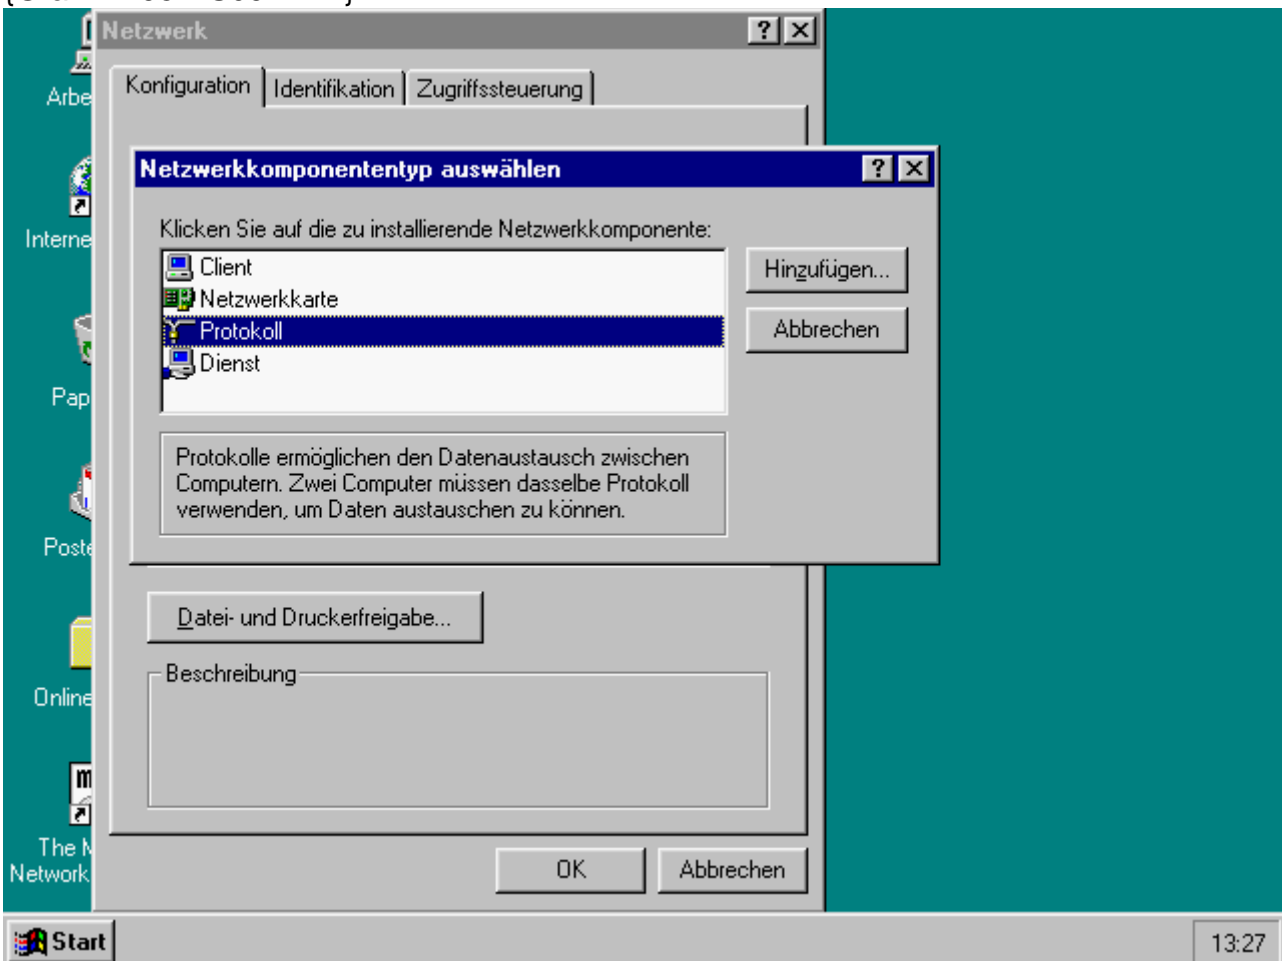 Netzwerk
Konfiguration Identifikation Zugriffssteuerung
Netzwerkkomponententyp auswählen
Klicken Sie auf die zu installierende Netzwerkkomponente:
Client
Netzwerkkarte
Protokoll
Dienst
Hinzufügen...
Abbrechen
Protokolle ermöglichen den Datenaustausch zwischen
Computern. Zwei Computer müssen dasselbe Protokoll
verwenden, um Daten austauschen zu können.
Datei- und Druckerfreigabe...
Beschreibung
OK Abbrechen
Arbe
Interne
Pap
Poste
Online
The M
Network
Start
13:27